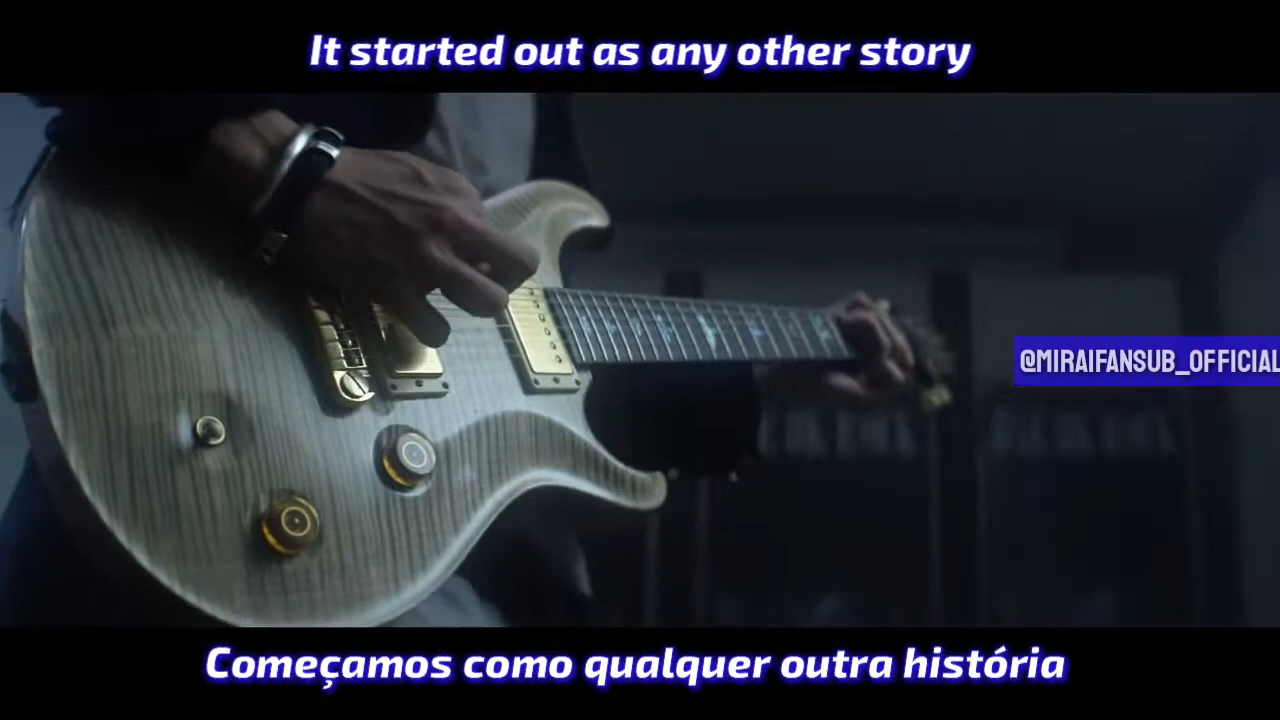 It started out as any other story
@MIRAIFANSUB_OFFICIAL
Começamos como qualquer outra história